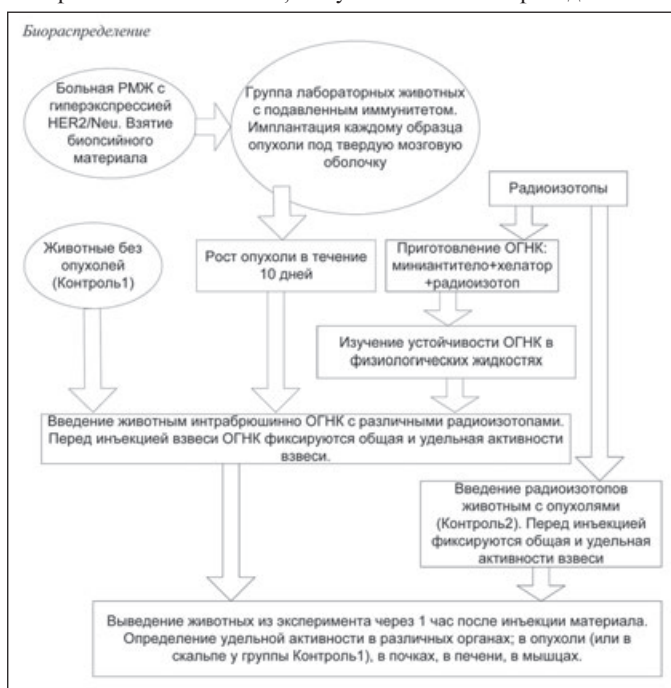 Биораспределение
Больная РМЖ с
гиперэкспрессией
HER2/Neu. Взятие
биопсийного
материала
Группа лабораторных животных
с подавленным иммунитетом.
Имплантация каждому образца
опухоли под твердую мозговую
оболочку
Радиоизотопы
Животные без
опухолей
(Контроль1)
Рост опухоли в течение
10 дней
Приготовление ОГНК:
миниантитело+хелатор
+радиоизотоп
Изучение устойчивости ОГНК в
физиологических жидкостях
Введение животным интрабрюшинно ОГНК с различными радиоизотопами.
Перед инъекцией взвеси ОГНК фиксируются общая и удельная активности
взвеси.
Введение радиоизотопов
животным с опухолями
(Контроль2). Перед инъекцией
фиксируются общая и удельная
активности взвеси
Выведение животных из эксперимента через 1 час после инъекции материала.
Определение удельной активности в различных органах; в опухоли (или в
скальпе у группы Контроль1), в почках, в печени, в мышцах.